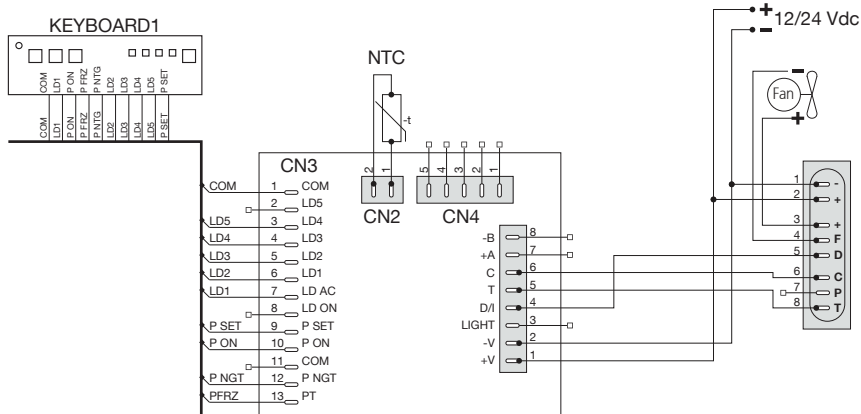 KEYBOARD1
COM LD1 P ON P FRZ P NTG LD2 LD3 LD4 LD5 P SET
COM LD1 P ON P FRZ P NTG LD2 LD3 LD4 LD5 P SET
+ 12/24 Vdc
-
NTC
-t
- Fan
+
CN3
2 1
CN2
5 4 3 2 1
CN4
COM 1 COM
2 LD5
LD5 3 LD4
LD4 4 LD3
LD3 5 LD2
LD2 6 LD1
LD1 7 LD AC
8 LD ON
P SET 9 P SET
P ON 10 P ON
11 COM
P NGT 12 P NGT
PFRZ 13 PT
-B 8
+A 7
C 6
T 5
D/I 4
LIGHT 3
-V 2
+V 1
1 -
2 +
3 +
4 F
5 D
6 C
7 P
8 T